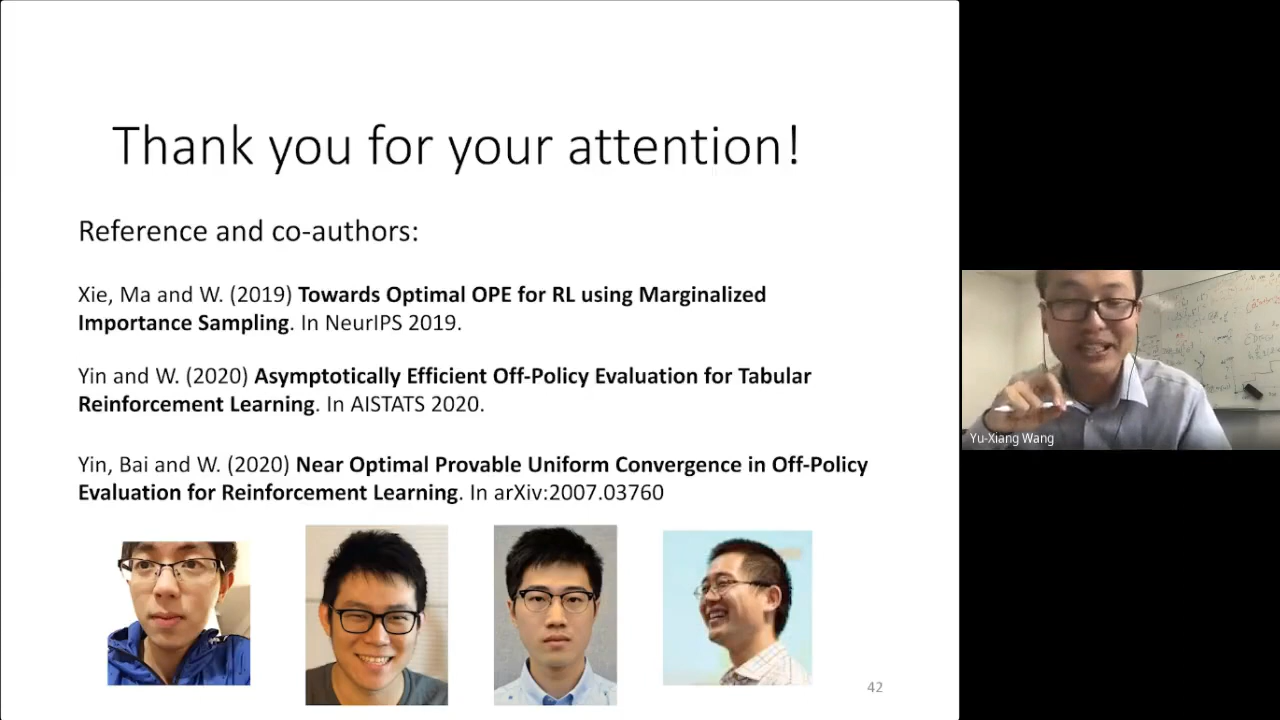 Thank you for your attention!
Reference and co-authors:
Xie, Ma and W. (2019) Towards Optimal OPE for RL using Marginalized
Importance Sampling. In NeurIPS 2019.
Yin and W. (2020) Asymptotically Efficient Off-Policy Evaluation for Tabular
Reinforcement Learning. In AISTATS 2020.
Yin, Bai and W. (2020) Near Optimal Provable Uniform Convergence in Off-Policy
Evaluation for Reinforcement Learning. In arXiv:2007.03760
42
Yu-Xiang Wang